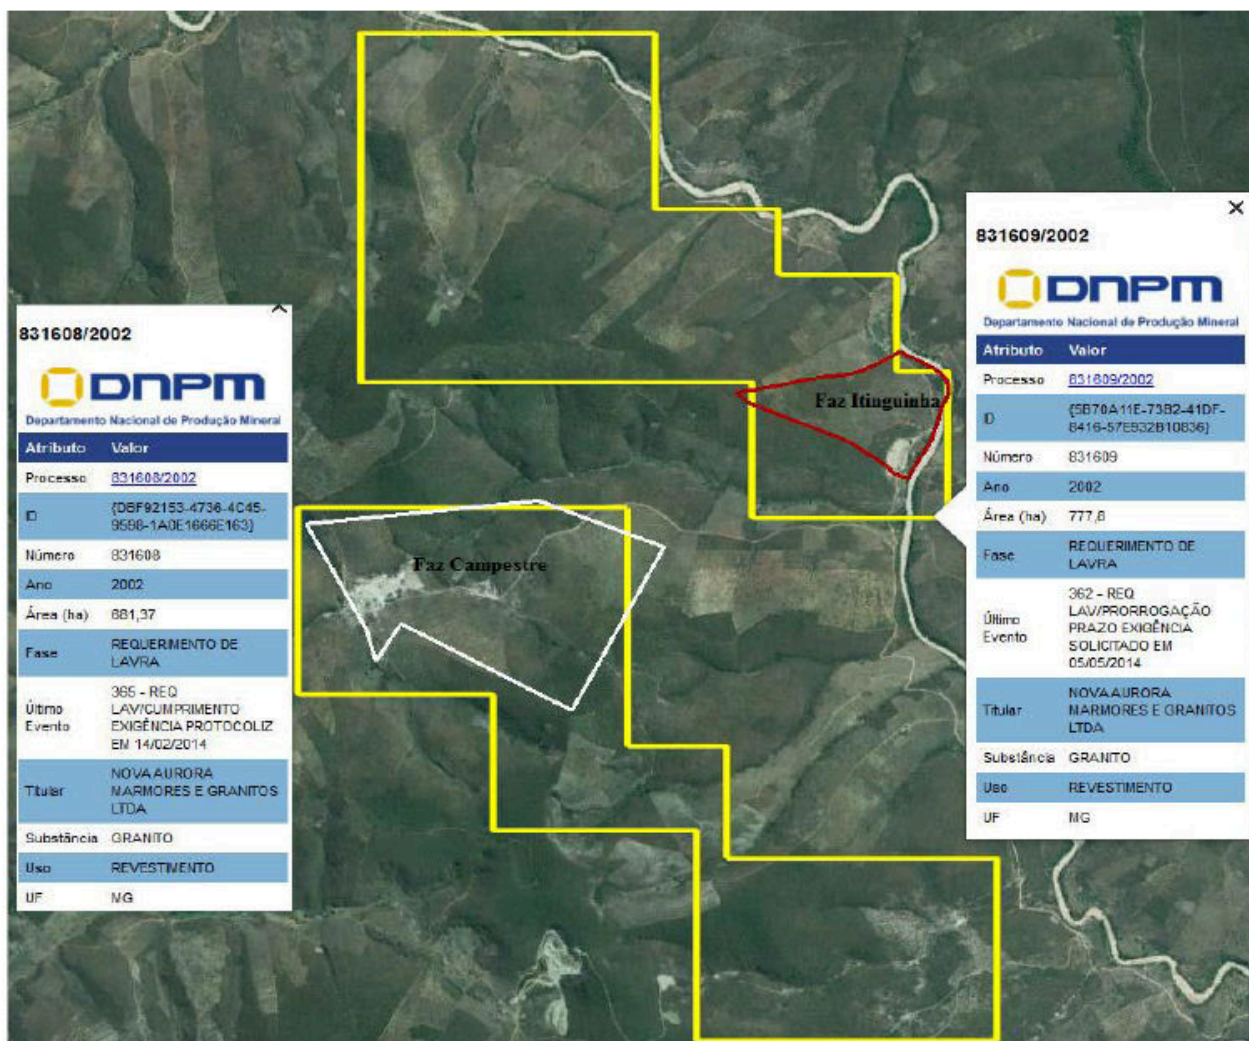 831608/2002
DNPM
Departamento Nacional de Produção Mineral
Atributo Valor
Processo 831608/2002
ID {DBF92153-4736-4C45-
9598-1A0E1666E163}
Número 831608
Ano 2002
Área (ha) 681,37
Fase REQUERIMENTO DE
LAVRA
Último
Evento
365 - REQ
LAV/CUMPRIMENTO
EXIGÊNCIA PROTOCOLIZ
EM 14/02/2014
Titular NOVA AURORA
MARMORES E GRANITOS
LTDA
Substância GRANITO
Uso REVESTIMENTO
UF MG
Faz Campestre
Faz Itinguinha
831609/2002
DNPM
Departamento Nacional de Produção Mineral
Atributo Valor
Processo 831609/2002
ID {5B70A11E-73B2-41DF-
8416-57E932B10836}
Número 831609
Ano 2002
Área (ha) 777,8
Fase REQUERIMENTO DE
LAVRA
Último
Evento
362 - REQ
LAV/PRORROGAÇÃO
PRAZO EXIGÊNCIA
SOLICITADO EM
05/05/2014
Titular NOVA AURORA
MARMORES E GRANITOS
LTDA
Substância GRANITO
Uso REVESTIMENTO
UF MG